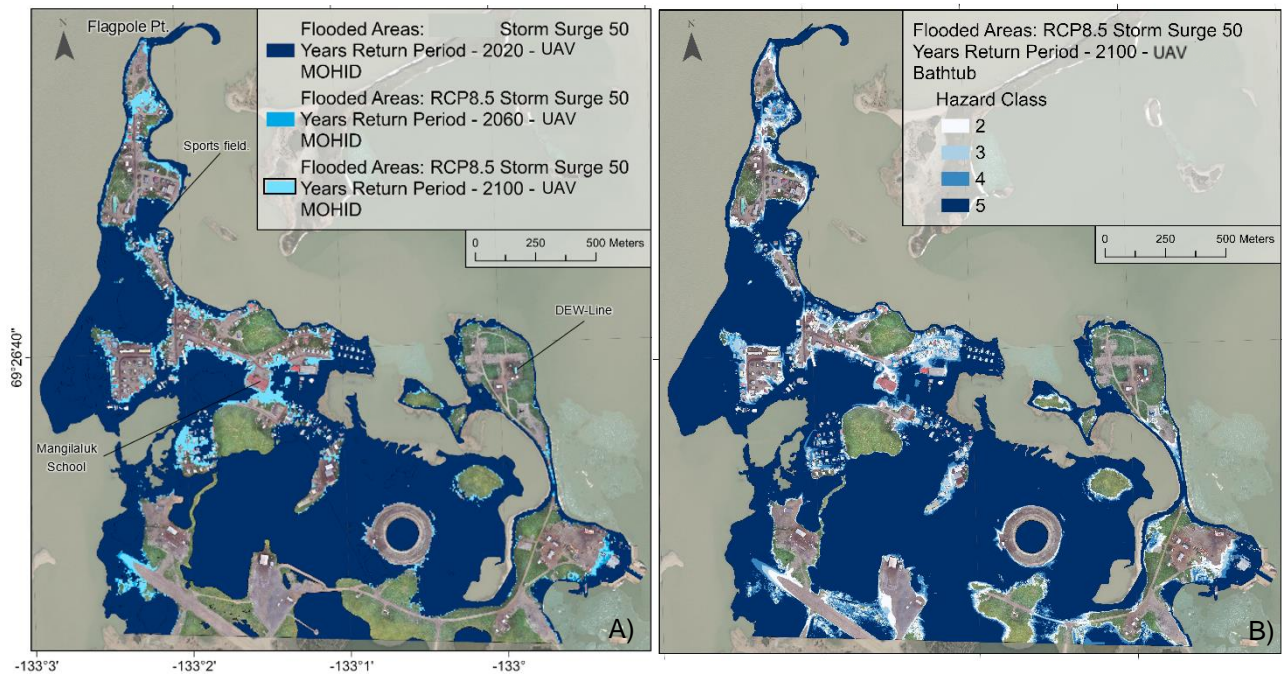 Flagpole Pt.
N
Flooded Areas: Storm Surge 50
Years Return Period - 2020 - UAV
MOHID
Flooded Areas: RCP8.5 Storm Surge 50
Years Return Period - 2060 - UAV
MOHID
Flooded Areas: RCP8.5 Storm Surge 50
Years Return Period - 2100 - UAV
MOHID
0 250 500 Meters
Sports field.
DEW-Line
Mangilaluk
School
69°26'40"
-133°3' -133°2' -133°1' -133°
A)
N
Flooded Areas: RCP8.5 Storm Surge 50
Years Return Period - 2100 - UAV
Bathtub
Hazard Class
2
3
4
5
0 250 500 Meters
B)